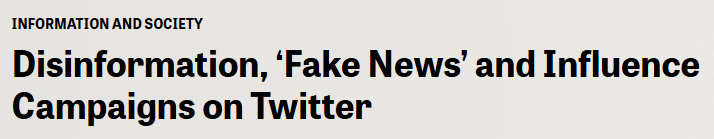 INFORMATION AND SOCIETY
Disinformation, ‘Fake News’ and Influence
Campaigns on Twitter